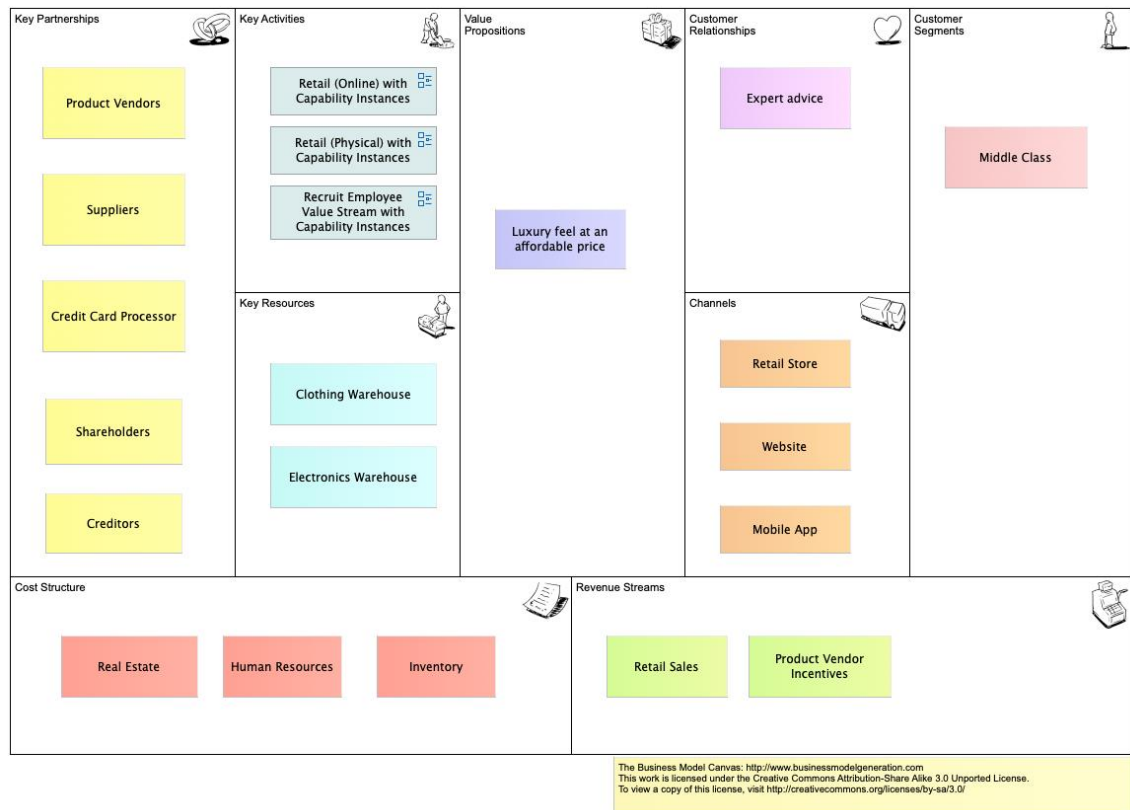 Key Partnerships
Product Vendors
Suppliers
Credit Card Processor
Shareholders
Creditors
Key Activities
Retail (Online) with
Capability Instances
Retail (Physical) with
Capability Instances
Recruit Employee
Value Stream with
Capability Instances
Key Resources
Clothing Warehouse
Electronics Warehouse
Value
Propositions
Luxury feel at an
affordable price
Customer
Relationships
Expert advice
Channels
Retail Store
Website
Mobile App
Customer
Segments
Middle Class
Cost Structure
Real Estate
Human Resources
Inventory
Revenue Streams
Retail Sales
Product Vendor
Incentives
The Business Model Canvas: http://www.businessmodelgeneration.com
This work is licensed under the Creative Commons Attribution-Share Alike 3.0 Unported License.
To view a copy of this license, visit http://creativecommons.org/licenses/by-sa/3.0/